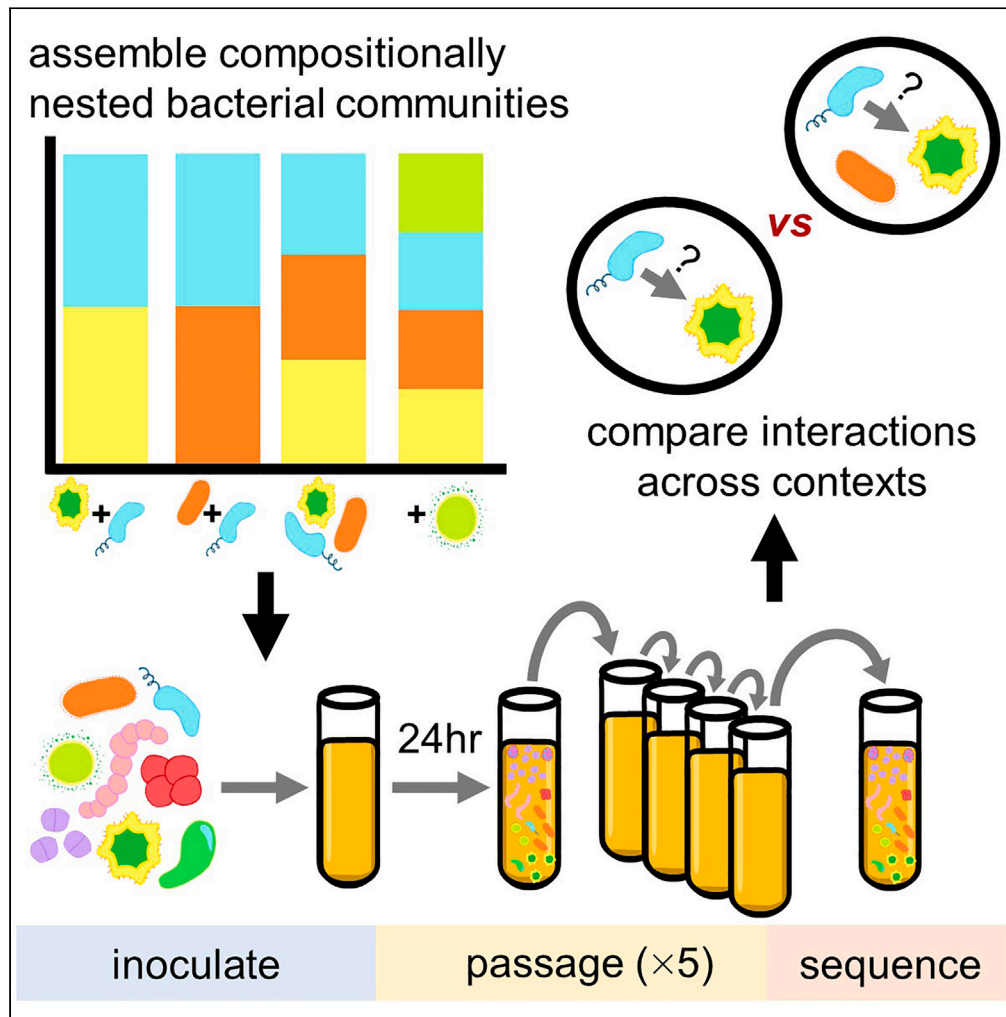 assemble compositionally
nested bacterial communities
?
?
vs
compare interactions
across contexts
+
+
+
24hr
inoculate
passage (×5)
sequence